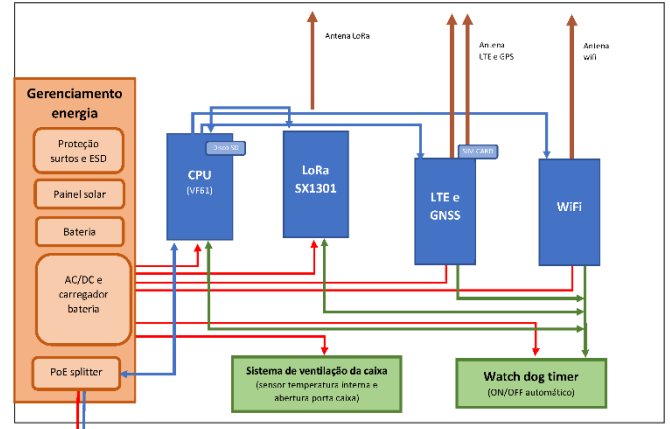 Antena LoRa
Antena
LTE e GPS
Antena
wifi
Gerenciamento
energia
Proteção
surtos e ESD
Painel solar
Bateria
AC/DC e
carregador
bateria
PoE splitter
Disco SD
CPU
(VF61)
LoRa
SX1301
SIM CARD
LTE e
GNSS
WiFi
Sistema de ventilação da caixa
(sensor temperatura interna e
abertura porta caixa)
Watch dog timer
(ON/OFF automático)